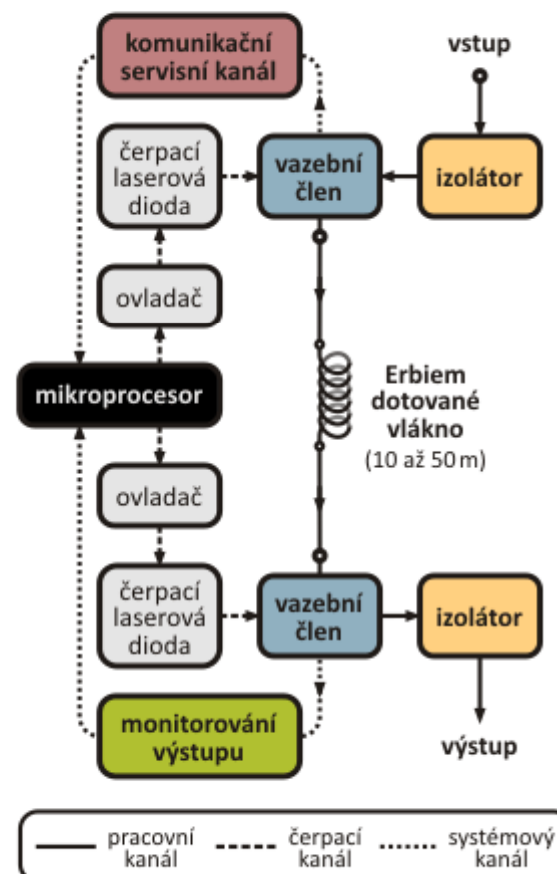 komunikační
servisní kanál
vstup
čerpací
laserová
dioda
vazební
člen
izolátor
ovladač
mikroprocesor
Erbiem
dotované
vlákno
(10 až 50 m)
ovladač
čerpací
laserová
dioda
vazební
člen
izolátor
monitorování
výstupu
výstup
pracovní
kanál
čerpací
kanál
systémový
kanál